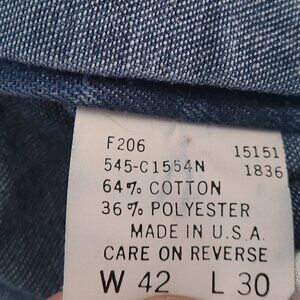 F206 15151
545-C1554N 1836
64% COTTON
36% POLYESTER
MADE IN U.S.A.
CARE ON REVERSE
W 42 L 30